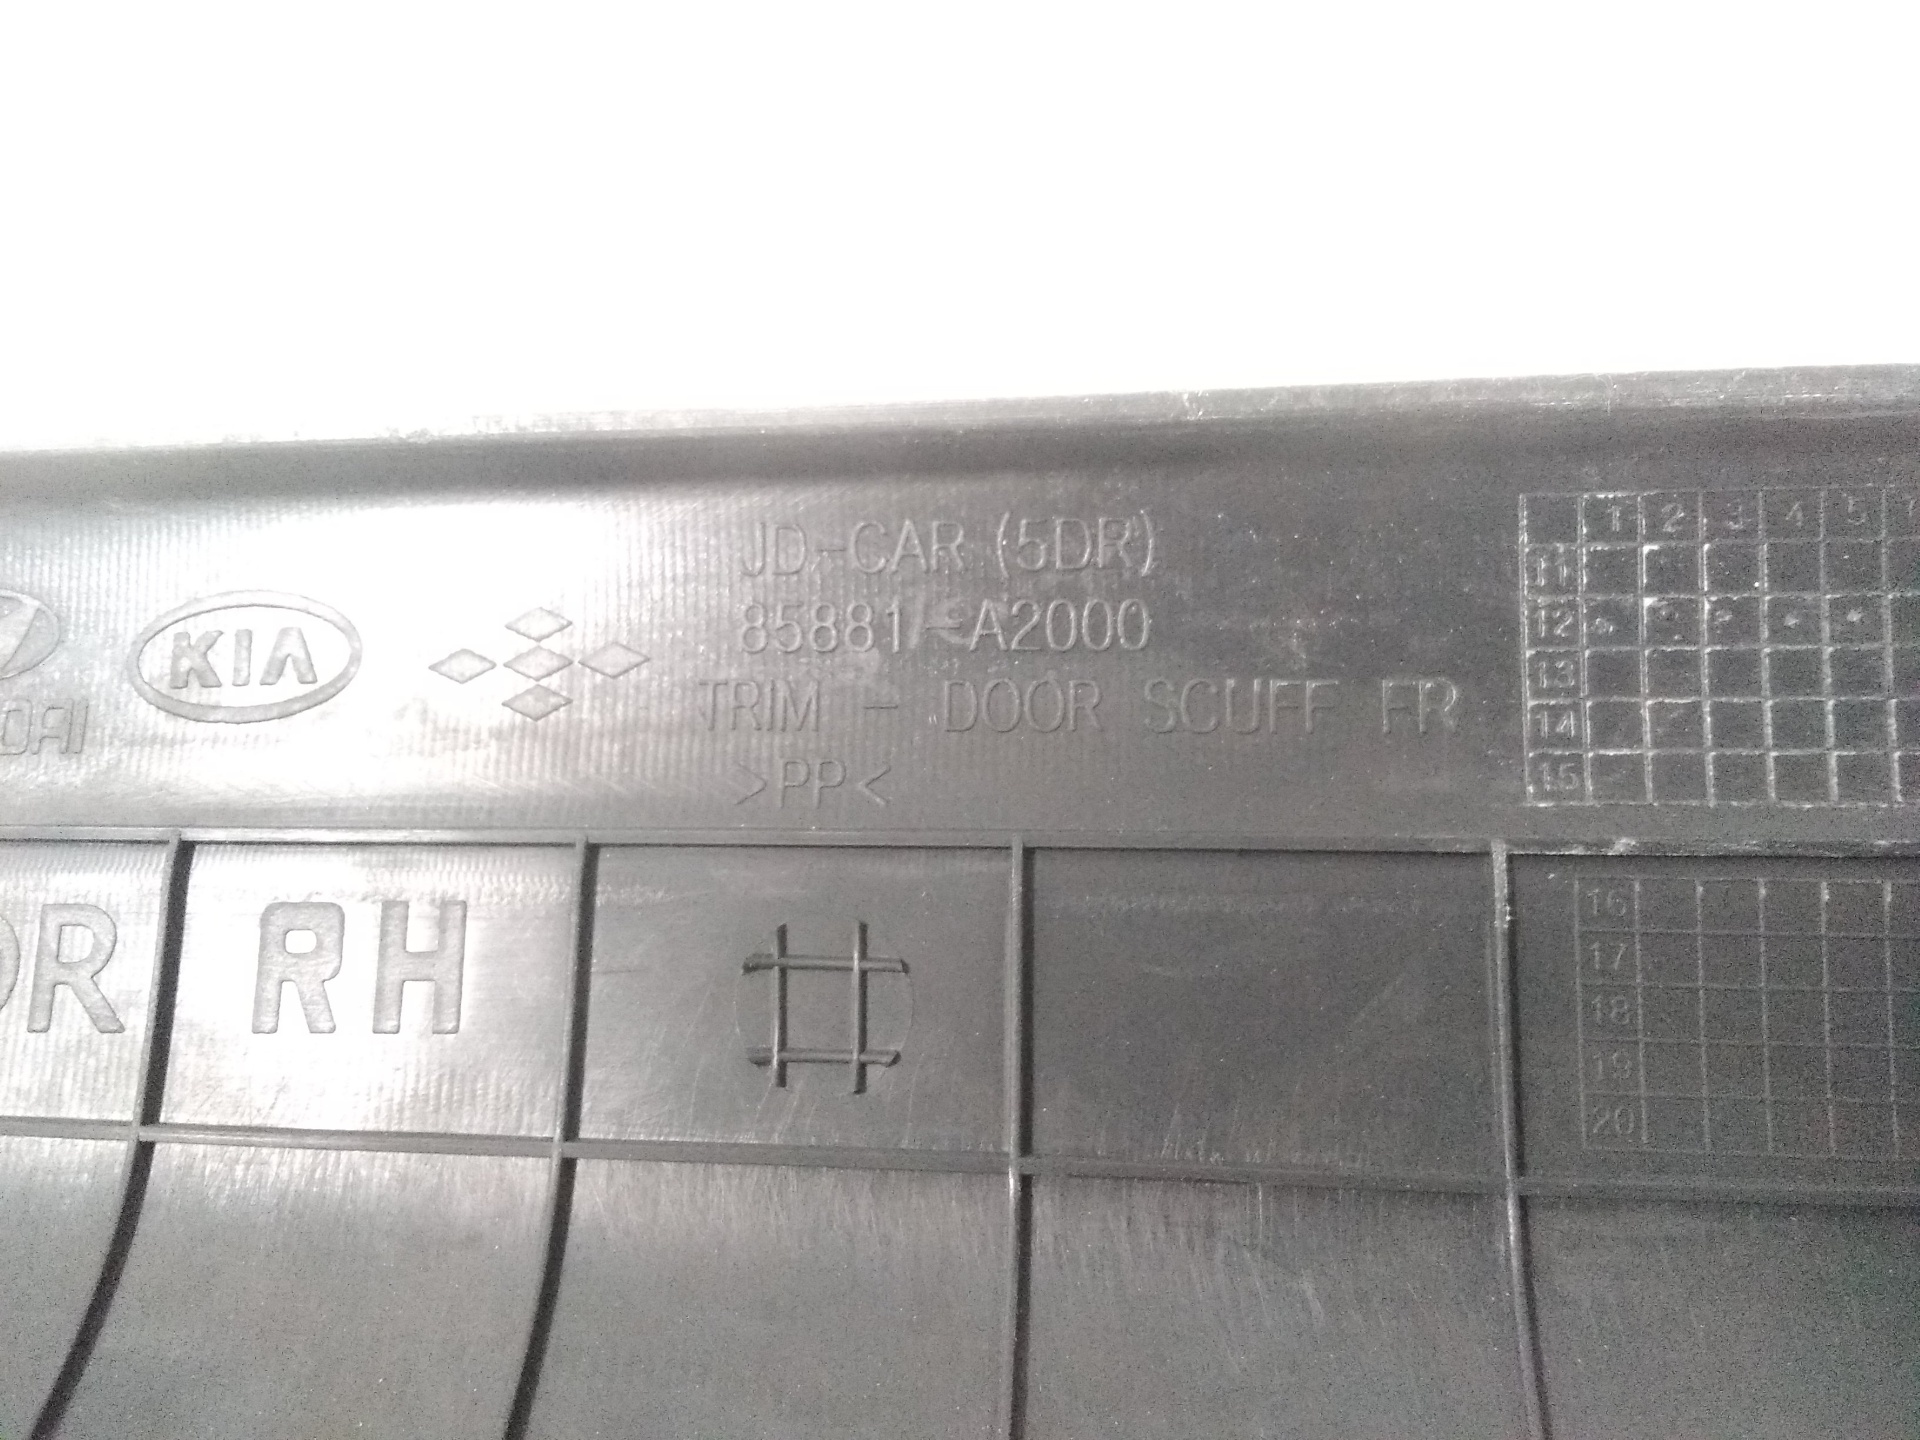 JD-CAR (5DR)
85881-A2000
TRIM - DOOR SCUFF FR
>PP<
KIA
DAI
DR RH
1 2 3 4 5
11
12
13
14
15
16
17
18
19
20